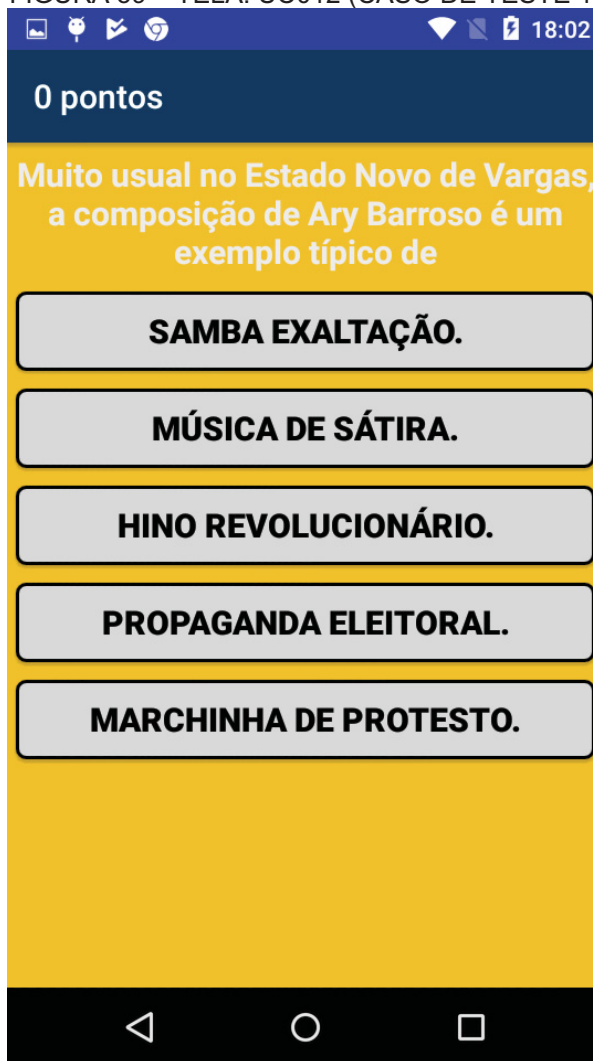 18:02
0 pontos
Muito usual no Estado Novo de Vargas,
a composição de Ary Barroso é um
exemplo típico de
SAMBA EXALTAÇÃO.
MÚSICA DE SÁTIRA.
HINO REVOLUCIONÁRIO.
PROPAGANDA ELEITORAL.
MARCHINHA DE PROTESTO.